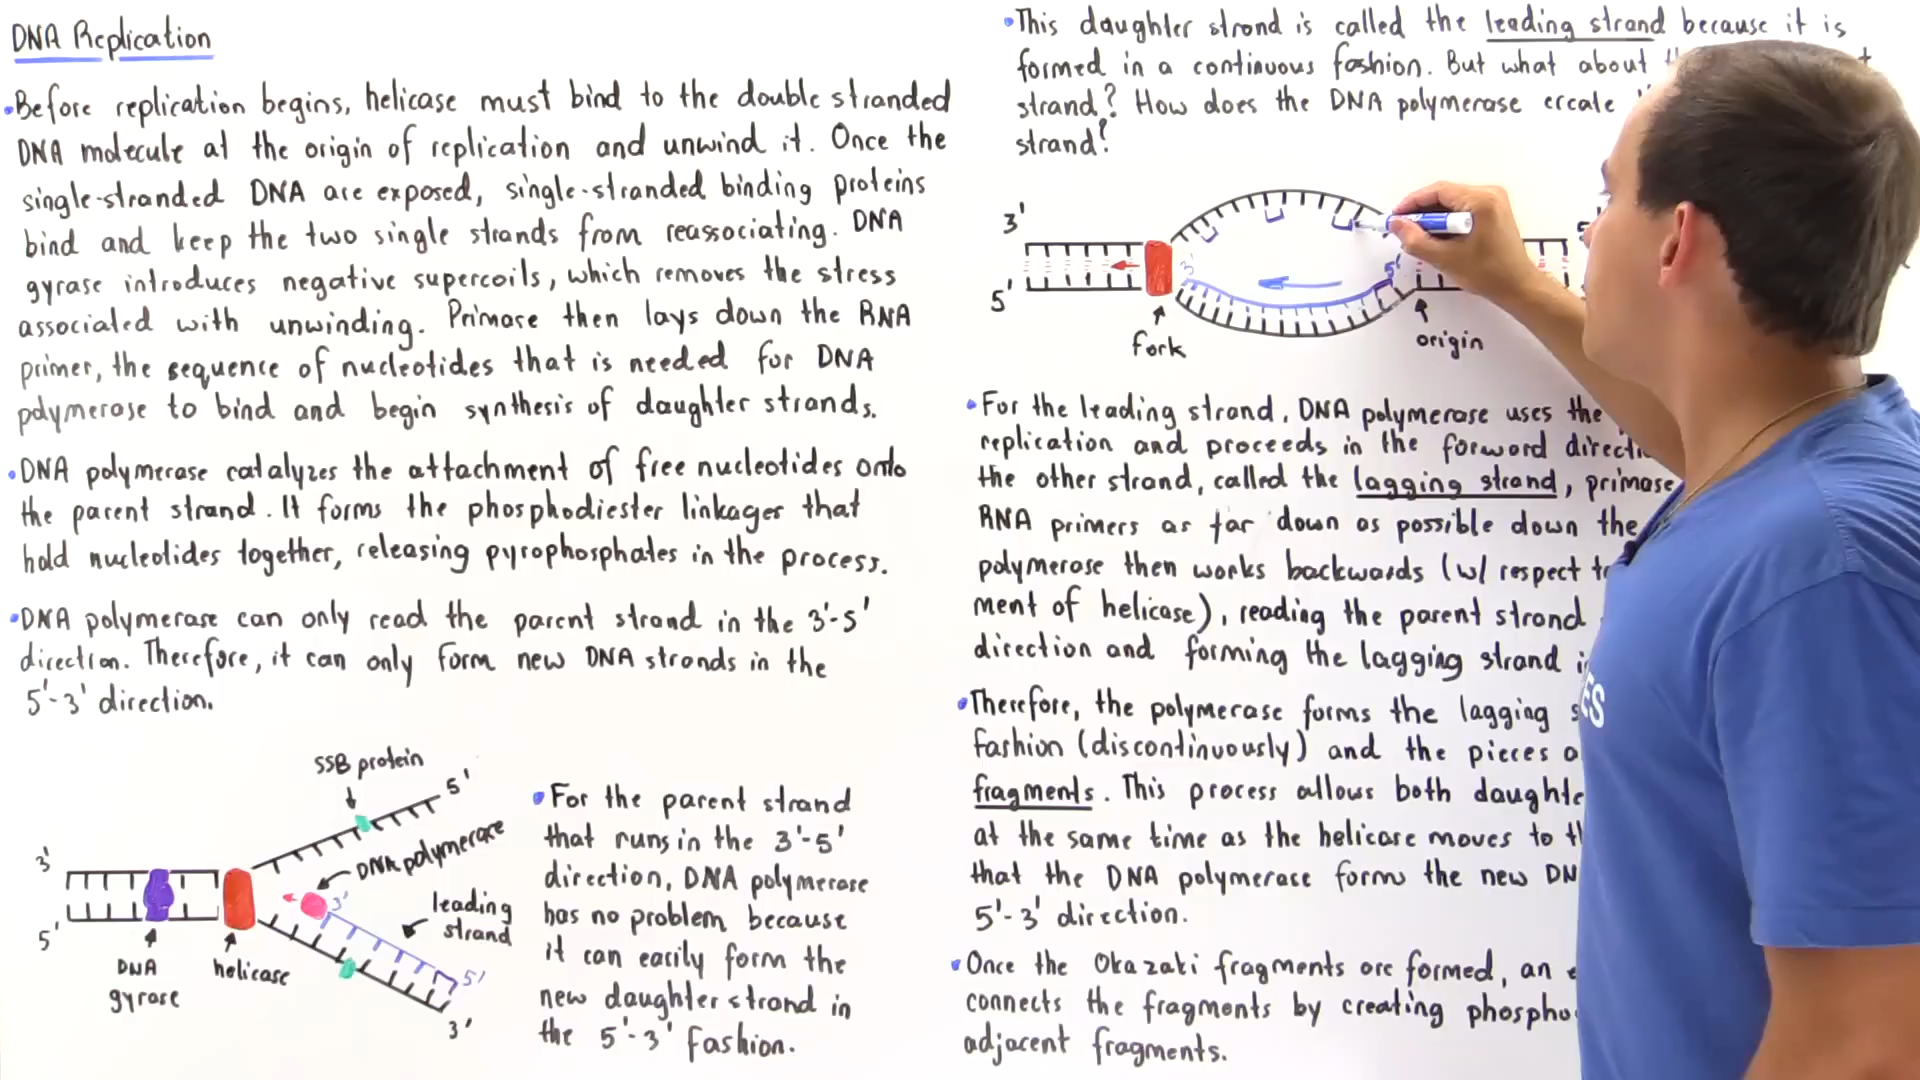 DNA Replication
•Before replication begins, helicase must bind to the double stranded
DNA molecule at the origin of replication and unwind it. Once the
single-stranded DNA are exposed, single-stranded binding proteins
bind and keep the two single strands from reassociating. DNA
gyrase introduces negative supercoils, which removes the stress
associated with unwinding. Primase then lays down the RNA
primer, the sequence of nucleotides that is needed for DNA
polymerase to bind and begin synthesis of daughter strands.
•DNA polymerase catalyzes the attachment of free nucleotides onto
the parent strand. It forms the phosphodiester linkages that
hold nucleotides together, releasing pyrophosphates in the process.
•DNA polymerase can only read the parent strand in the 3'-5'
direction. Therefore, it can only form new DNA strands in the
5'-3' direction.
SSB protein
5'
DNA polymerase
3'
3'
leading
strand
5'
5'
DNA
gyrase
helicase
3'
•For the parent strand
that runs in the 3'-5'
direction, DNA polymerase
has no problem because
it can easily form the
new daughter strand in
the 5'-3' fashion.
•This daughter strand is called the leading strand because it is
formed in a continuous fashion. But what about
strand? How does the DNA polymerase create
strand?
3'
5'
3'
5'
fork
origin
•For the leading strand, DNA polymerase uses the
replication and proceeds in the forward
the other strand, called the lagging strand, primase
RNA primers as far down as possible down the
polymerase then works backwards (w/ respect
ment of helicase), reading the parent strand
direction and forming the lagging strand
•Therefore, the polymerase forms the lagging
fashion (discontinuously) and the pieces
fragments. This process allows both
at the same time as the helicase moves to
that the DNA polymerase form the new
5'-3' direction.
•Once the Okazaki fragments are formed, an
connects the fragments by creating
adjacent fragments.
ES